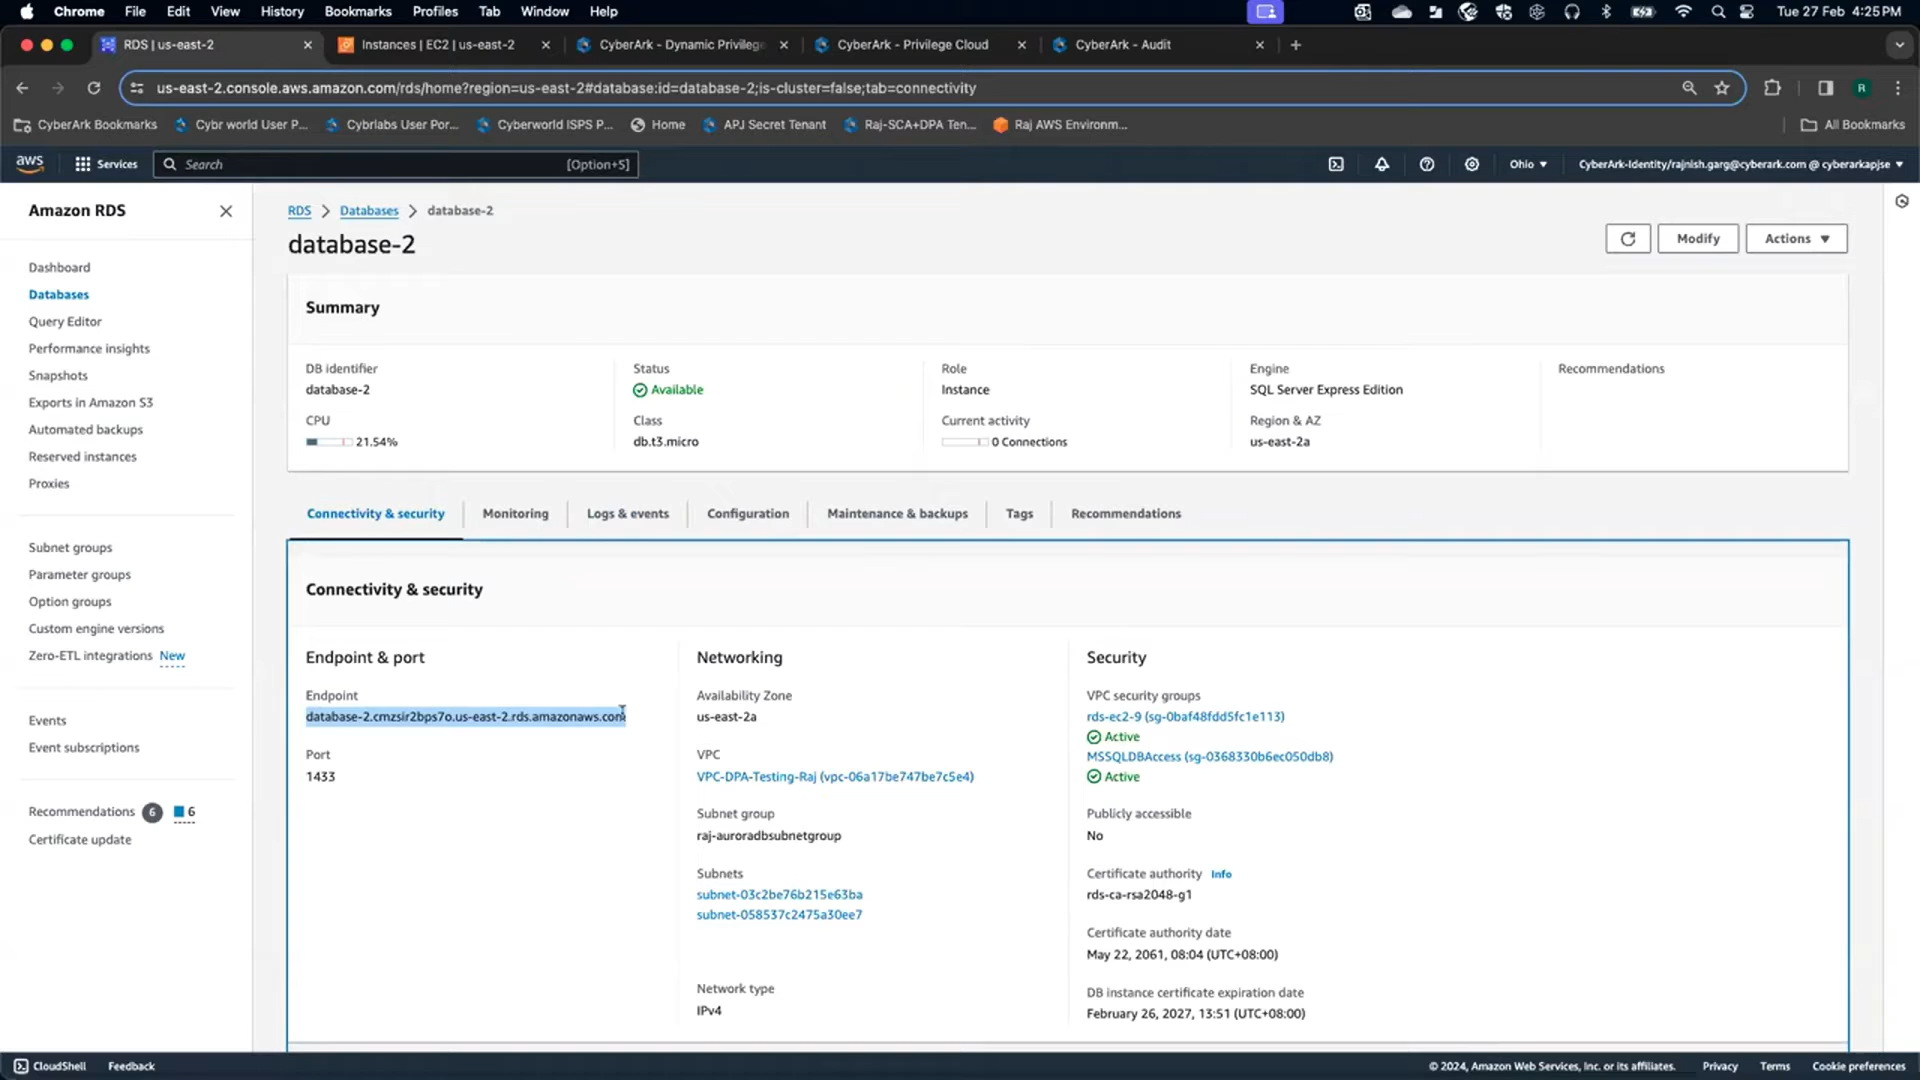 Chrome File Edit View History Bookmarks Profiles Tab Window Help
Tue 27 Feb 4:25 PM
RDS | us-east-2
Instances | EC2 | us-east-2
CyberArk - Dynamic Privileg
CyberArk - Privilege Cloud
CyberArk - Audit
us-east-2.console.aws.amazon.com/rds/home?region=us-east-2#database:id=database-2;is-cluster=false;tab=connectivity
R
CyberArk Bookmarks
Cybr world User P...
Cybrlabs User Por...
Cyberworld ISPS P...
Home
APJ Secret Tenant
Raj-SCA+DPA Ten...
Raj AWS Environm...
All Bookmarks
aws
Services
Search
[Option+S]
Ohio
CyberArk-Identity/rajnish.garg@cyberark.com @ cyberarkapjse
Amazon RDS
Dashboard
Databases
Query Editor
Performance insights
Snapshots
Exports in Amazon S3
Automated backups
Reserved instances
Proxies
Subnet groups
Parameter groups
Option groups
Custom engine versions
Zero-ETL integrations New
Events
Event subscriptions
Recommendations 6 6
Certificate update
RDS > Databases > database-2
database-2
Modify
Actions
Summary
DB identifier
database-2
CPU
21.54%
Status
Available
Class
db.t3.micro
Role
Instance
Current activity
0 Connections
Engine
SQL Server Express Edition
Region & AZ
us-east-2a
Recommendations
Connectivity & security
Monitoring
Logs & events
Configuration
Maintenance & backups
Tags
Recommendations
Connectivity & security
Endpoint & port
Endpoint
database-2.cmzsir2bps7o.us-east-2.rds.amazonaws.com
Port
1433
Networking
Availability Zone
us-east-2a
VPC
VPC-DPA-Testing-Raj (vpc-06a17be747be7c5e4)
Subnet group
raj-auroradbsubnetgroup
Subnets
subnet-03c2be76b215e63ba
subnet-058537c2475a30ee7
Network type
IPv4
Security
VPC security groups
rds-ec2-9 (sg-0baf48fdd5fc1e113)
Active
MSSQLDBAccess (sg-0368330b6ec050db8)
Active
Publicly accessible
No
Certificate authority Info
rds-ca-rsa2048-g1
Certificate authority date
May 22, 2061, 08:04 (UTC+08:00)
DB instance certificate expiration date
February 26, 2027, 13:51 (UTC+08:00)
CloudShell
Feedback
© 2024, Amazon Web Services, Inc. or its affiliates.
Privacy
Terms
Cookie preferences